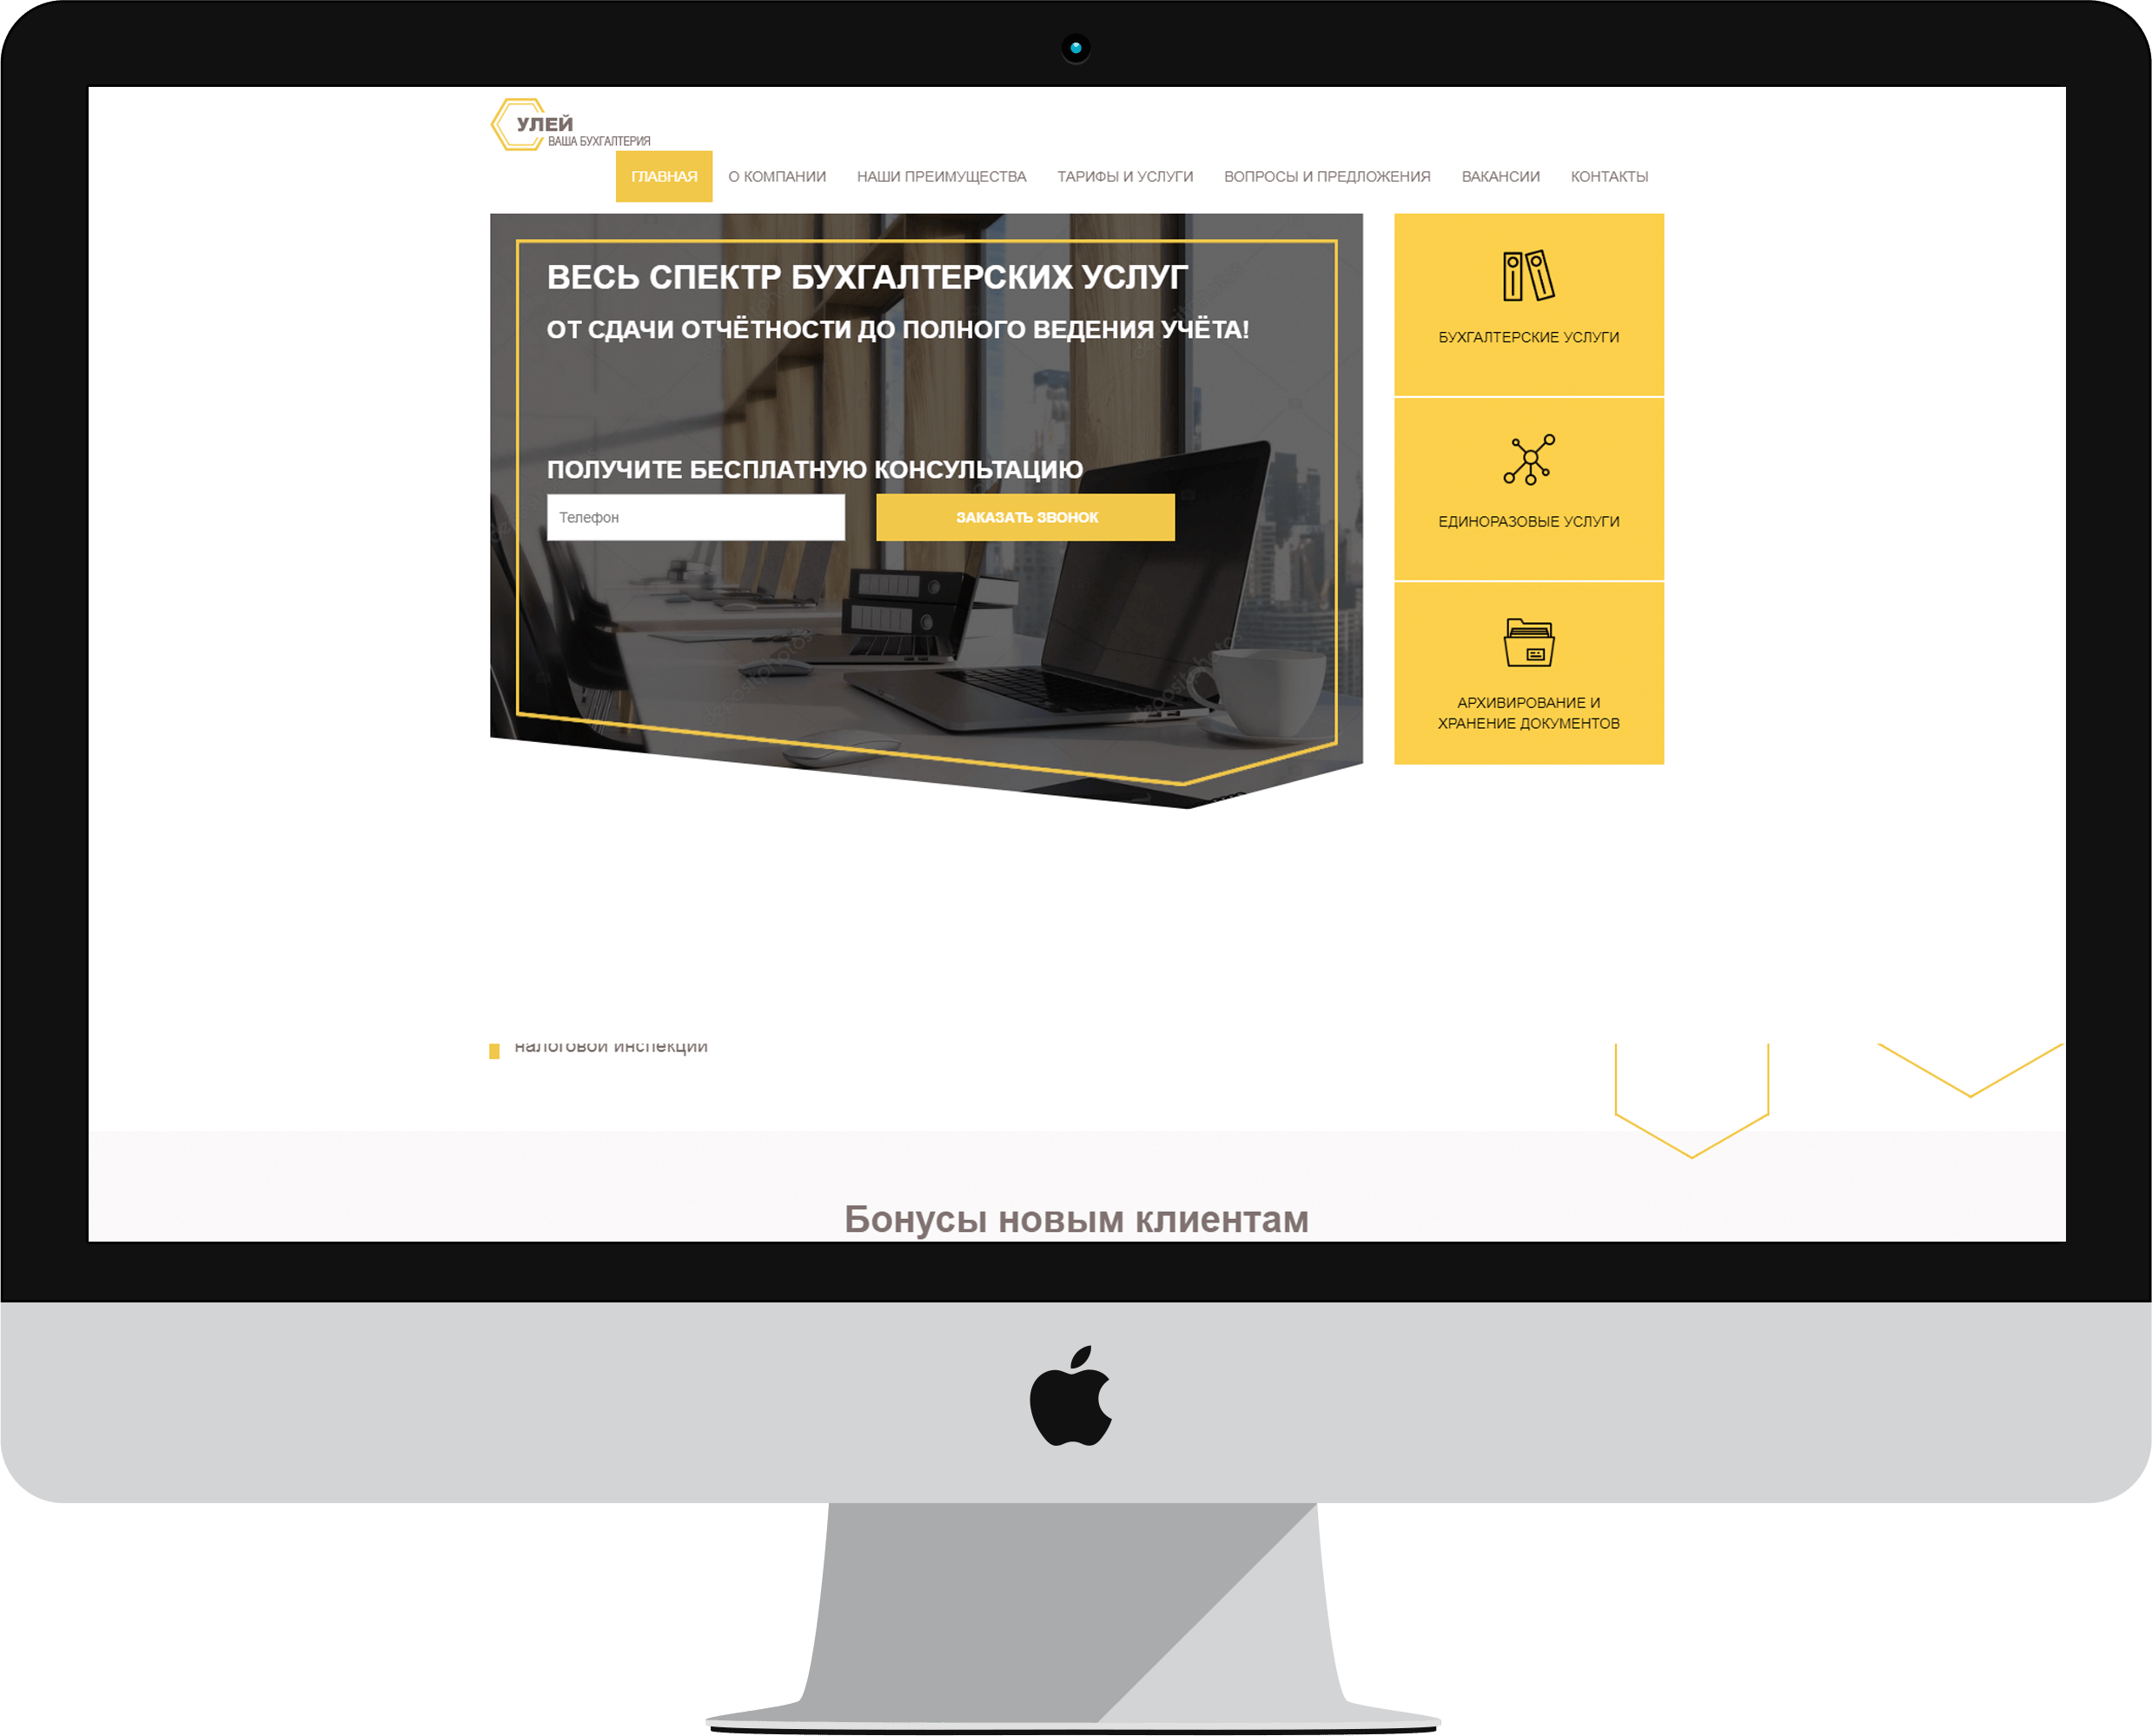 УЛЕЙ
ВАША БУХГАЛТЕРИЯ
ГЛАВНАЯ О КОМПАНИИ НАШИ ПРЕИМУЩЕСТВА ТАРИФЫ И УСЛУГИ ВОПРОСЫ И ПРЕДЛОЖЕНИЯ ВАКАНСИИ КОНТАКТЫ
ВЕСЬ СПЕКТР БУХГАЛТЕРСКИХ УСЛУГ
ОТ СДАЧИ ОТЧЁТНОСТИ ДО ПОЛНОГО ВЕДЕНИЯ УЧЁТА!
ПОЛУЧИТЕ БЕСПЛАТНУЮ КОНСУЛЬТАЦИЮ
Телефон
ЗАКАЗАТЬ ЗВОНОК
БУХГАЛТЕРСКИЕ УСЛУГИ
ЕДИНОРАЗОВЫЕ УСЛУГИ
АРХИВИРОВАНИЕ И
ХРАНЕНИЕ ДОКУМЕНТОВ
налоговой инспекции
Бонусы новым клиентам